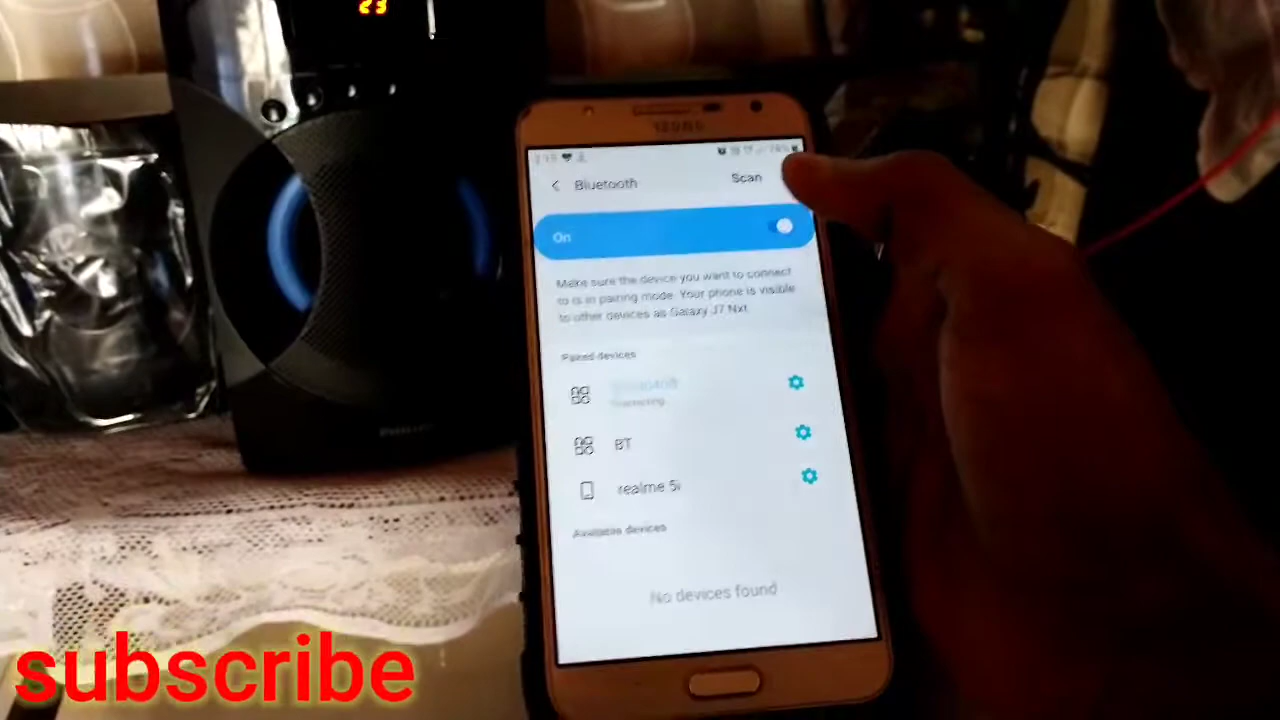 23
Bluetooth
Scan
On
Make sure the device you want to connect
to is in pairing mode. Your phone is visible
to other devices as Galaxy J7 Nxt.
Paired devices
BT
realme 5i
Available devices
No devices found
PHILIPS
subscribe